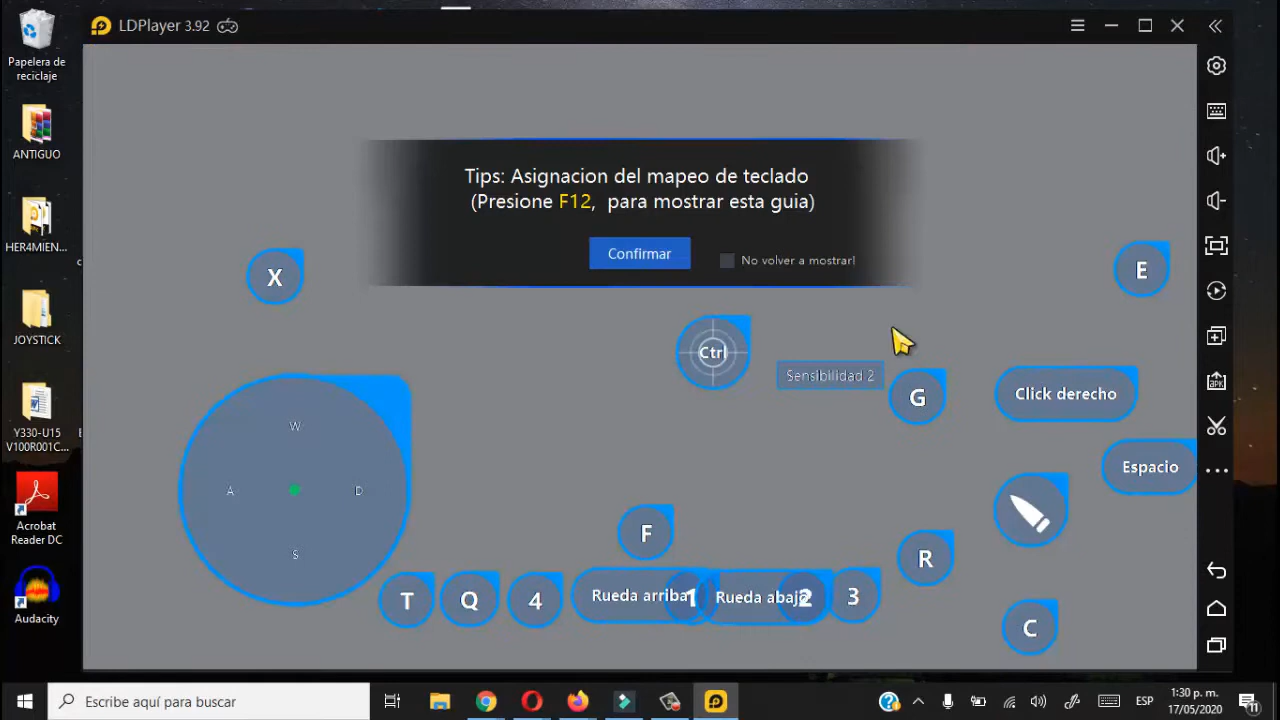 LDPlayer 3.92
Papelera de
reciclaje
ANTIGUO
HER4MIEN...
JOYSTICK
Y330-U15
V100R001C...
Acrobat
Reader DC
Audacity
Tips: Asignacion del mapeo de teclado
(Presione F12, para mostrar esta guia)
Confirmar
No volver a mostrar!
X
E
Ctrl
Sensibilidad 2
G
Click derecho
Espacio
W
A
D
S
F
R
T
Q
4
Rueda arriba
1
Rueda abajo
2
3
C
APK
Escribe aquí para buscar
ESP
1:30 p. m.
17/05/2020
11